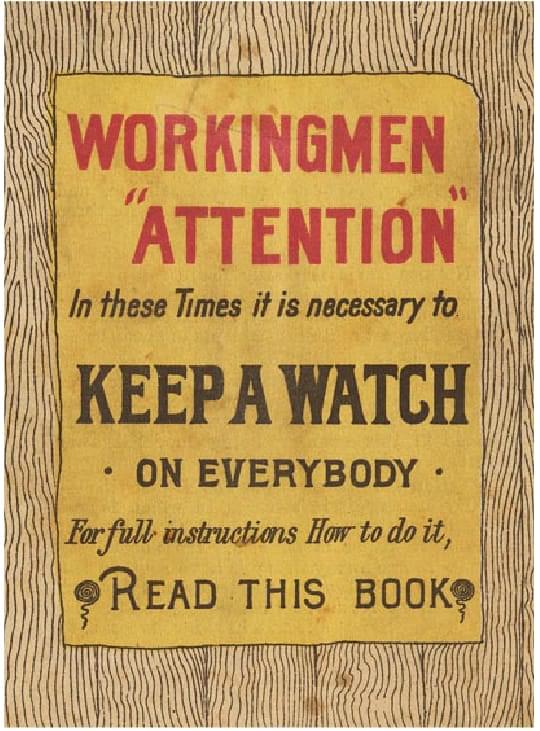 WORKINGMEN
"ATTENTION"
In these Times it is necessary to
KEEP A WATCH
· ON EVERYBODY ·
For full instructions How to do it,
READ THIS BOOK